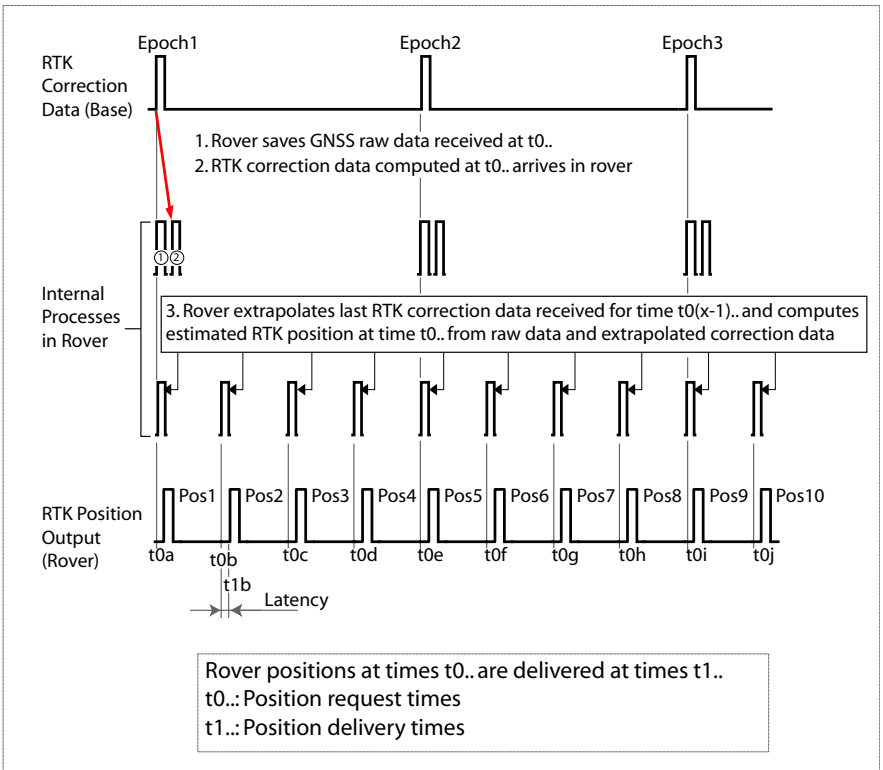 Epoch1 Epoch2 Epoch3
RTK
Correction
Data (Base)
1. Rover saves GNSS raw data received at t0..
2. RTK correction data computed at t0.. arrives in rover
① ②
Internal
Processes
in Rover
3. Rover extrapolates last RTK correction data received for time t0(x-1).. and computes
estimated RTK position at time t0.. from raw data and extrapolated correction data
Pos1 Pos2 Pos3 Pos4 Pos5 Pos6 Pos7 Pos8 Pos9 Pos10
RTK Position
Output
(Rover)
t0a t0b t0c t0d t0e t0f t0g t0h t0i t0j
t1b
Latency
Rover positions at times t0.. are delivered at times t1..
t0..: Position request times
t1..: Position delivery times